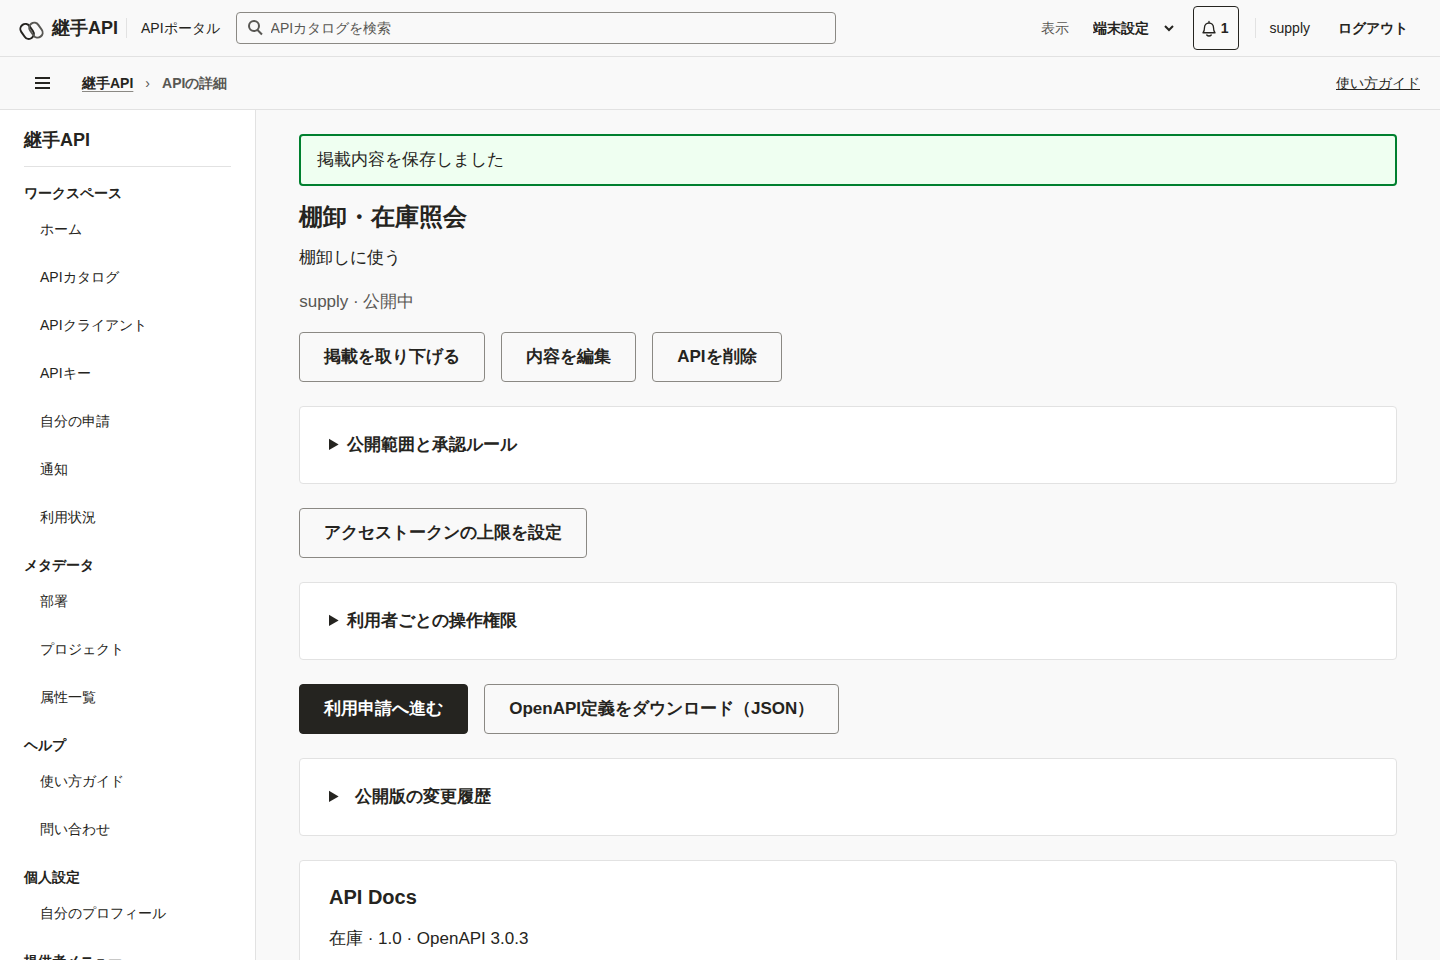 継手API
APIポータル
APIカタログを検索
表示
端末設定
1
supply
ログアウト
継手API › APIの詳細
使い方ガイド
継手API
ワークスペース
ホーム
APIカタログ
APIクライアント
APIキー
自分の申請
通知
利用状況
メタデータ
部署
プロジェクト
属性一覧
ヘルプ
使い方ガイド
問い合わせ
個人設定
自分のプロフィール
提供者メニュー
掲載内容を保存しました
棚卸・在庫照会
棚卸しに使う
supply · 公開中
掲載を取り下げる
内容を編集
APIを削除
公開範囲と承認ルール
アクセストークンの上限を設定
利用者ごとの操作権限
利用申請へ進む
OpenAPI定義をダウンロード（JSON）
公開版の変更履歴
API Docs
在庫 · 1.0 · OpenAPI 3.0.3